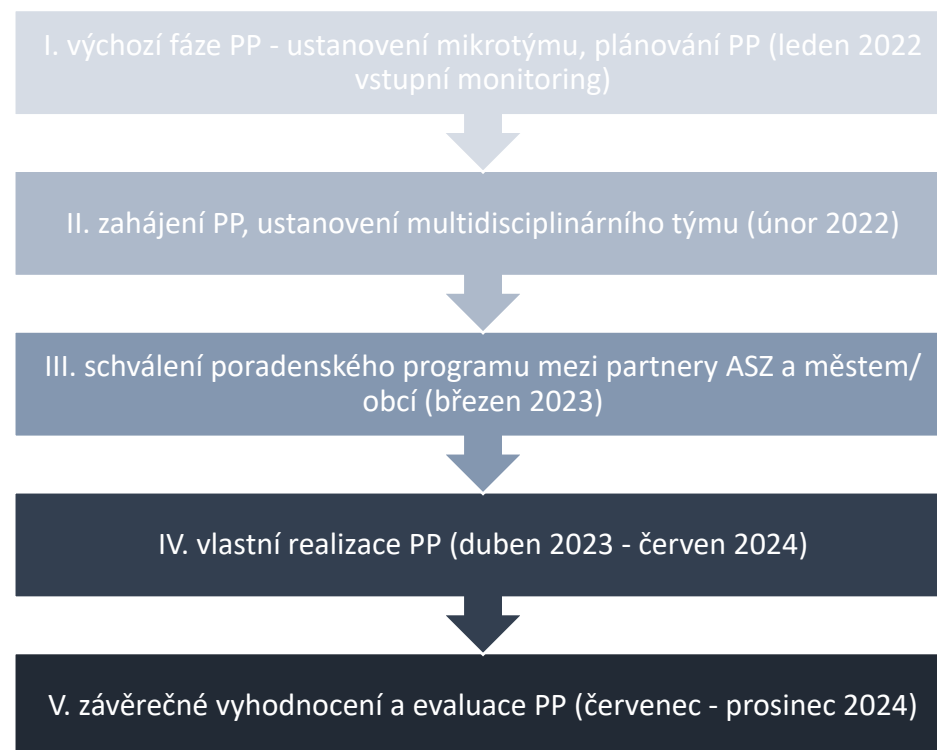 I. výchozí fáze PP - ustanovení mikrotýmu, plánování PP (leden 2022
vstupní monitoring)
II. zahájení PP, ustanovení multidisciplinárního týmu (únor 2022)
III. schválení poradenského programu mezi partnery ASZ a městem/
obcí (březen 2023)
IV. vlastní realizace PP (duben 2023 - červen 2024)
V. závěrečné vyhodnocení a evaluace PP (červenec - prosinec 2024)